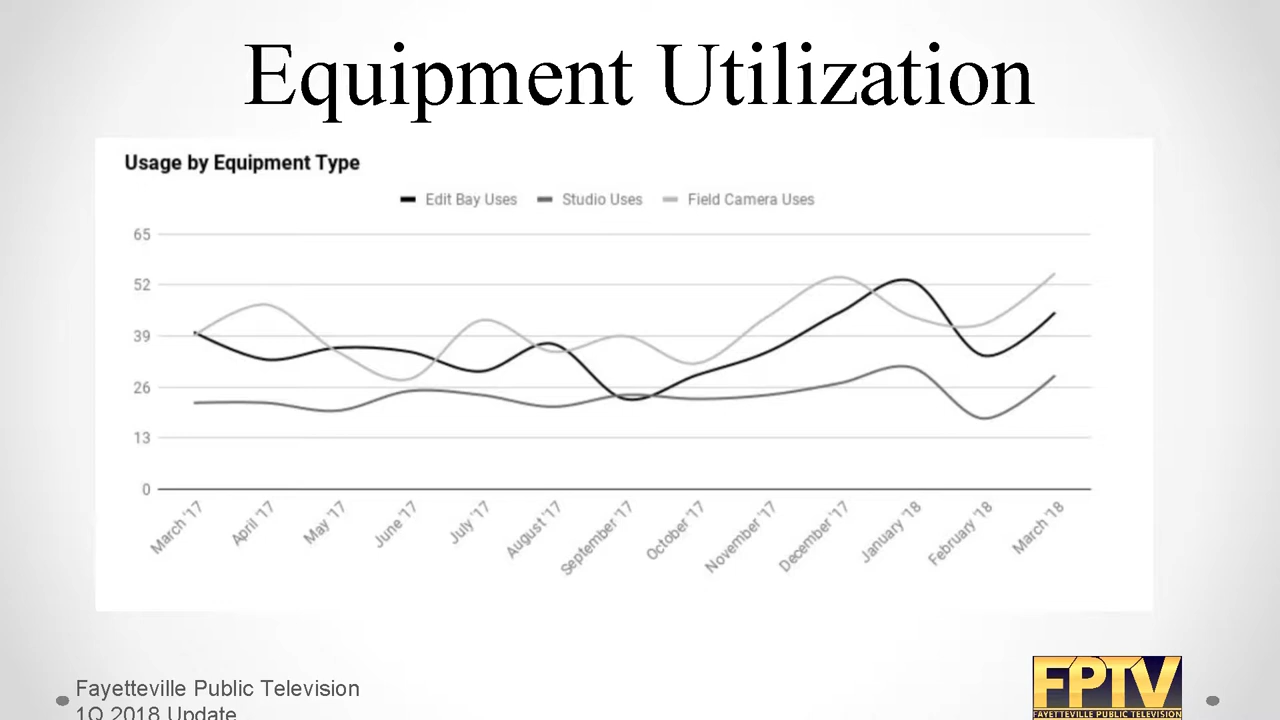 Equipment Utilization
Usage by Equipment Type
Edit Bay Uses Studio Uses Field Camera Uses
65
52
39
26
13
0
March '17 April '17 May '17 June '17 July '17 August '17 September '17 October '17 November '17 December '17 January '18 February '18 March '18
Fayetteville Public Television
1Q 2018 Update
FPTV
FAYETTEVILLE PUBLIC TELEVISION